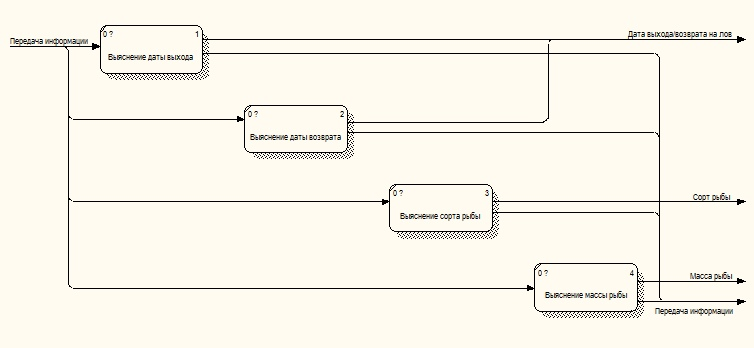 0 ? 1
Дата выхода/возврата на лов
Передача информации
Выяснение даты выхода
0 ? 2
Выяснение даты возврата
0 ? 3
Сорт рыбы
Выяснение сорта рыбы
0 ? 4
Масса рыбы
Выяснение массы рыбы
Передача информации